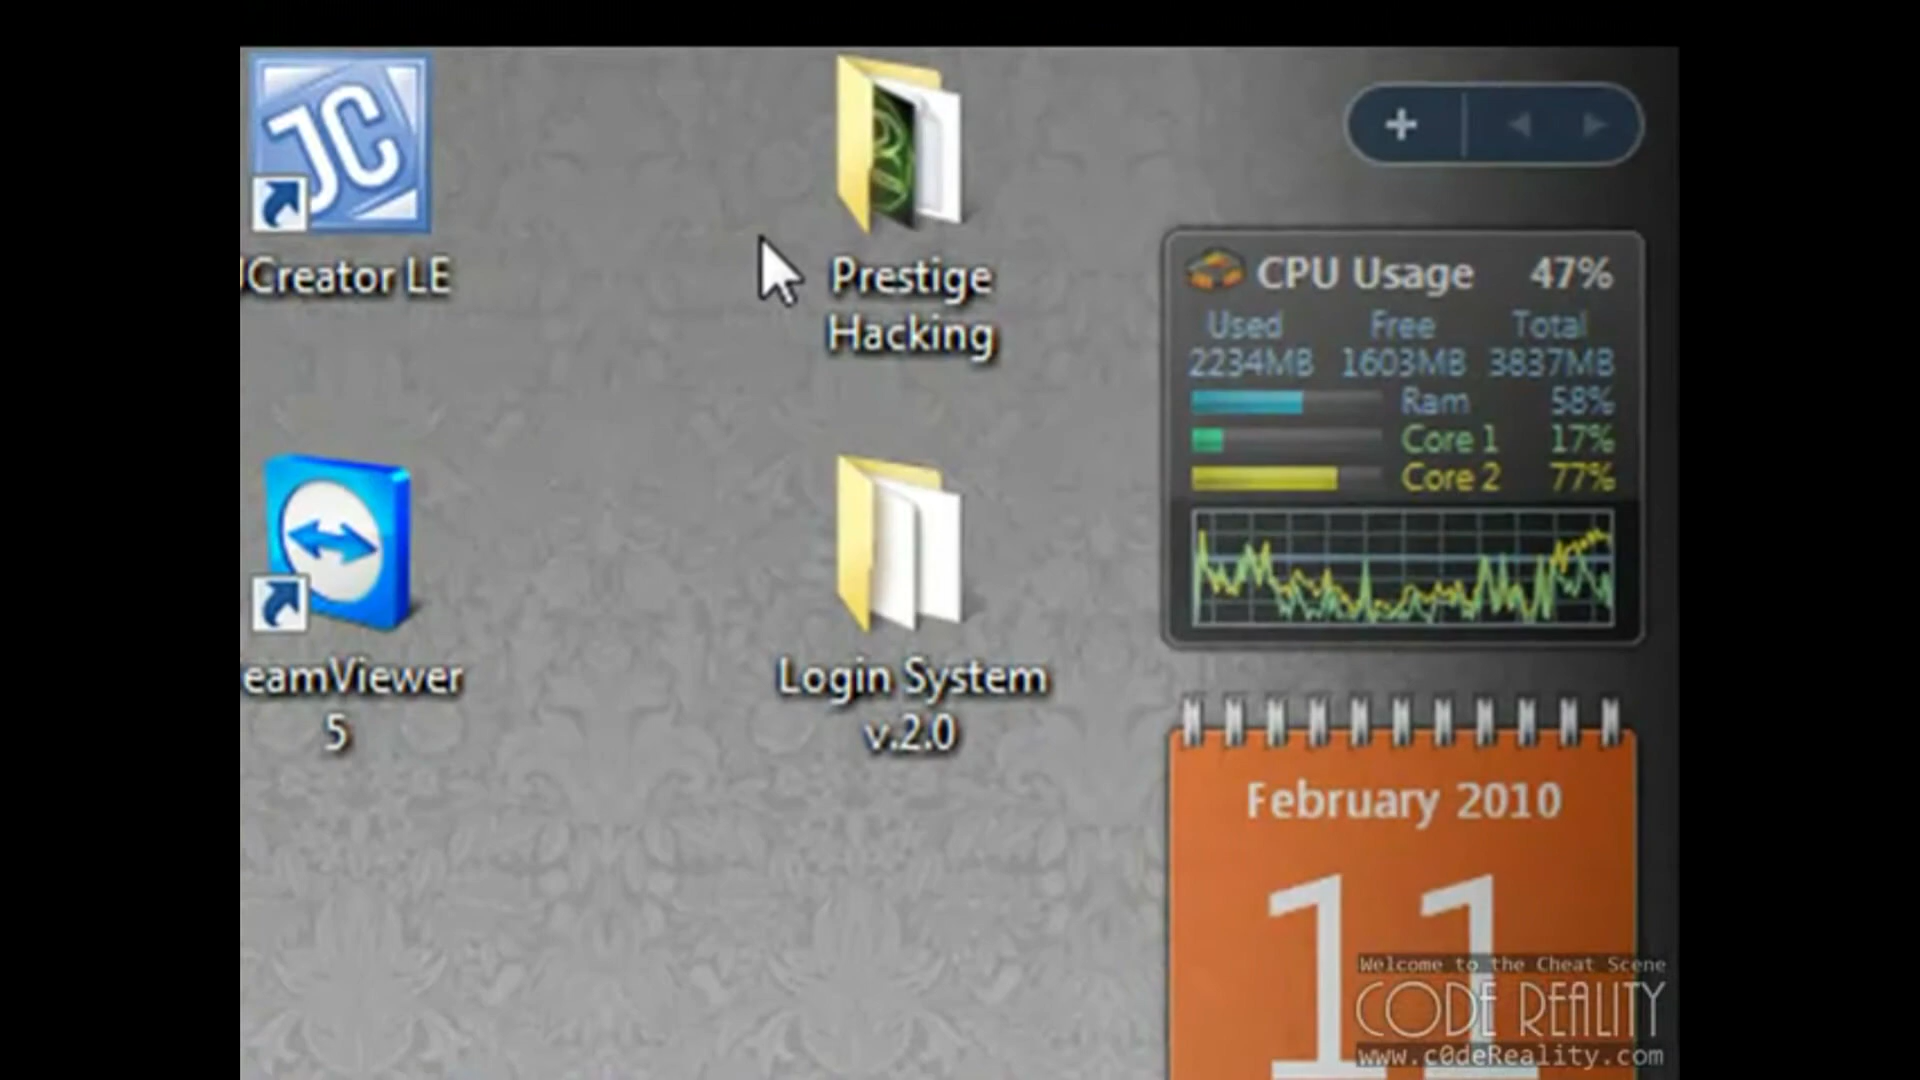 JC
JCreator LE
Prestige
Hacking
eamViewer
5
Login System
v.2.0
CPU Usage 47%
Used Free Total
2234MB 1603MB 3837MB
Ram 58%
Core 1 17%
Core 2 77%
February 2010
11
Welcome to the Cheat Scene
CODE REALITY
www.c0deReality.com